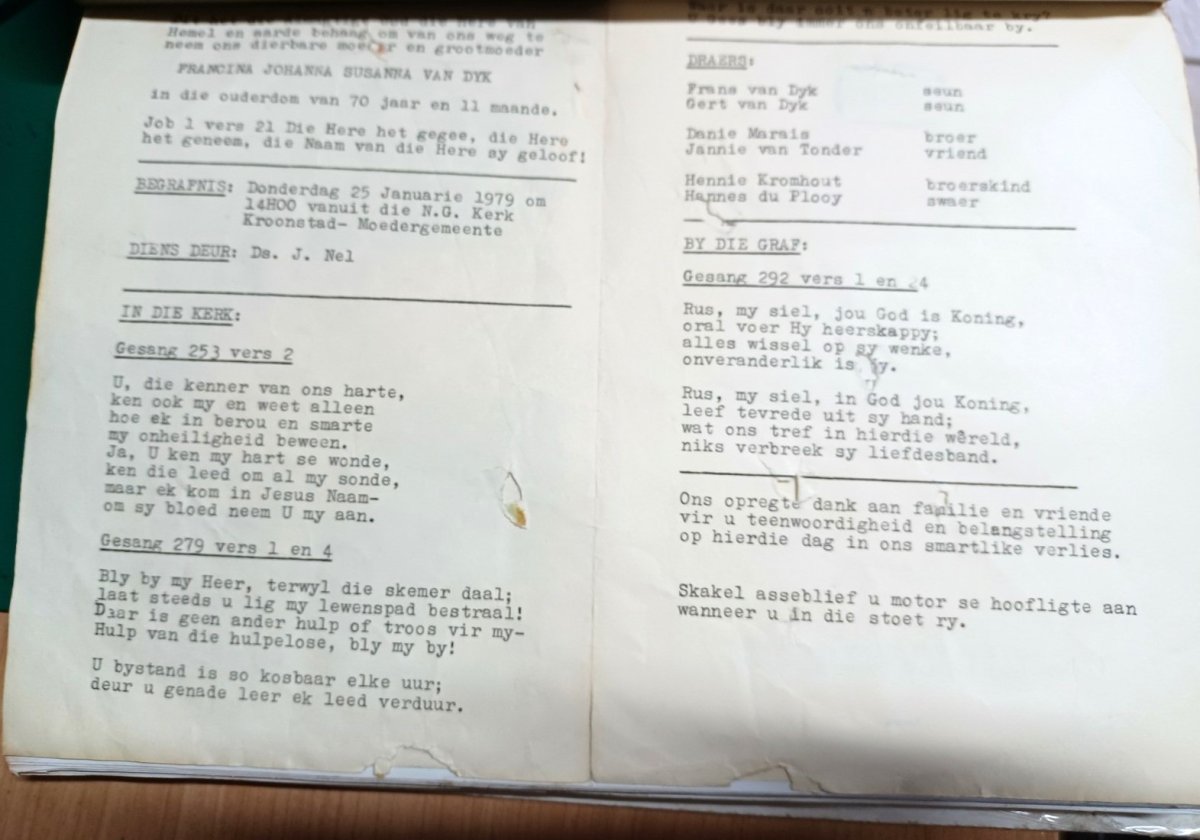 Hemel en aarde behaag om van ons weg te
neem ons dierbare moeder en grootmoeder
FRANCINA JOHANNA SUSANNA VAN DYK
in die ouderdom van 70 jaar en 11 maande.
Job 1 vers 21 Die Here het gegee, die Here
het geneem, die Naam van die Here sy geloof!
BEGRAFNIS: Donderdag 25 Januarie 1979 om
14H00 vanuit die N.G. Kerk
Kroonstad- Moedergemeente
DIENS DEUR: Ds. J. Nel
IN DIE KERK:
Gesang 253 vers 2
U, die kenner van ons harte,
ken ook my en weet alleen
hoe ek in berou en smarte
my onheiligheid beween.
Ja, U ken my hart se wonde,
ken die leed om al my sonde,
maar ek kom in Jesus Naam-
om sy bloed neem U my aan.
Gesang 279 vers 1 en 4
Bly by my Heer, terwyl die skemer daal;
laat steeds u lig my lewenspad bestraal!
Daar is geen ander hulp of troos vir my-
Hulp van die hulpelose, bly my by!
U bystand is so kosbaar elke uur;
deur u genade leer ek leed verduur.
Waar is daar ooit 'n beter
U Gees bly immer ons onfeilbaar by.
DRAERS:
Frans van Dyk seun
Gert van Dyk seun
Danie Marais broer
Jannie van Tonder vriend
Hennie Kromhout broerskind
Hannes du Plooy swaer
BY DIE GRAF:
Gesang 292 vers 1 en 4
Rus, my siel, jou God is Koning,
oral voer Hy heerskappy;
alles wissel op sy wenke,
onveranderlik is Hy.
Rus, my siel, in God jou Koning,
leef tevrede uit sy hand;
wat ons tref in hierdie wêreld,
niks verbreek sy liefdesband.
Ons opregte dank aan familie en vriende
vir u teenwoordigheid en belangstelling
op hierdie dag in ons smartlike verlies.
Skakel asseblief u motor se hoofligte aan
wanneer u in die stoet ry.